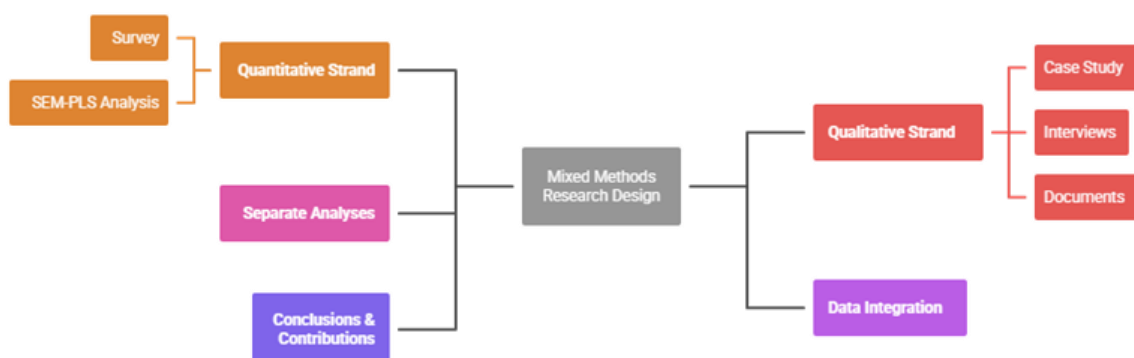 Survey
SEM-PLS Analysis
Quantitative Strand
Separate Analyses
Conclusions &
Contributions
Mixed Methods
Research Design
Qualitative Strand
Case Study
Interviews
Documents
Data Integration